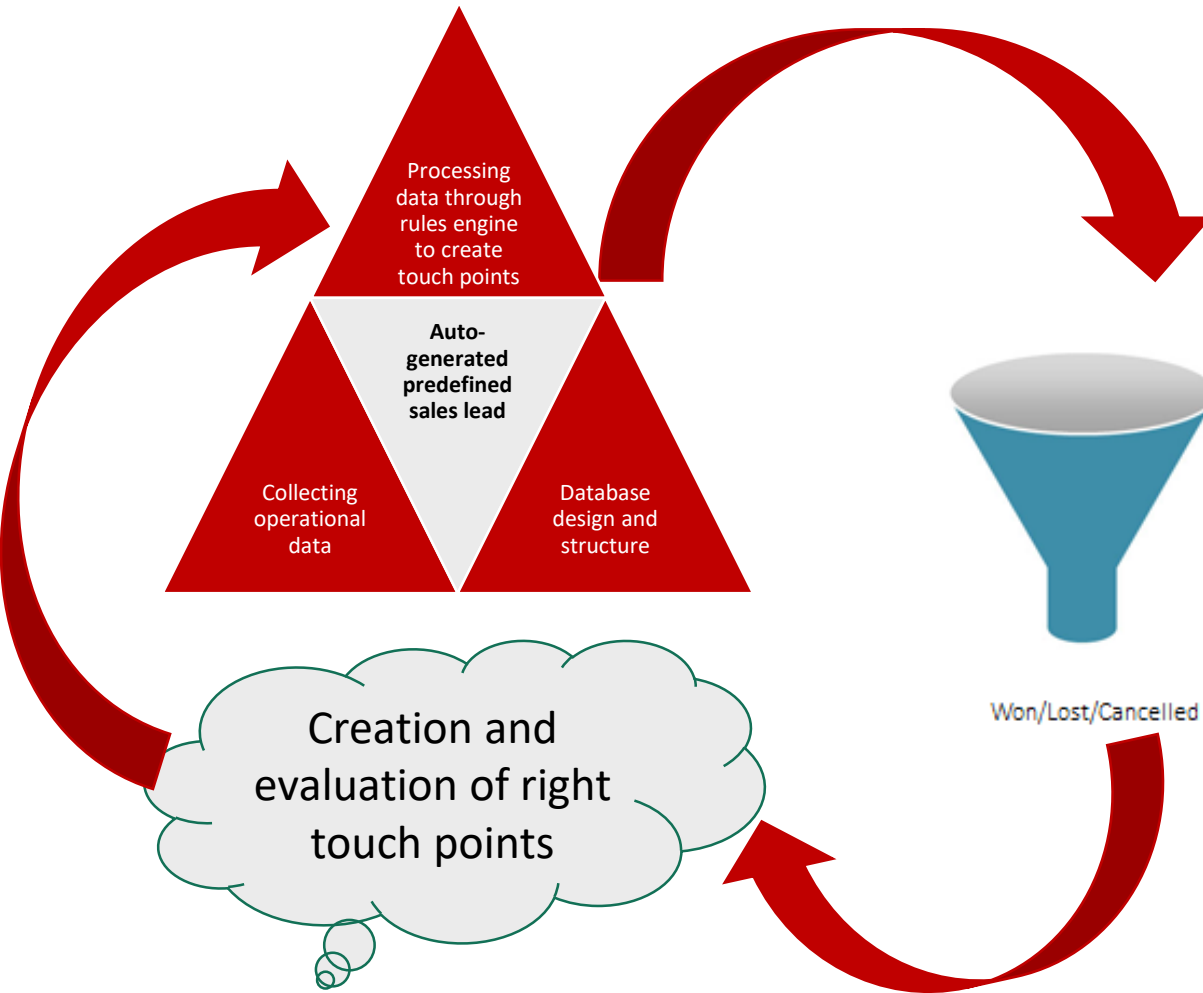 Processing
data through
rules engine
to create
touch points
Auto-
generated
predefined
sales lead
Collecting
operational
data
Database
design and
structure
Won/Lost/Cancelled
Creation and
evaluation of right
touch points